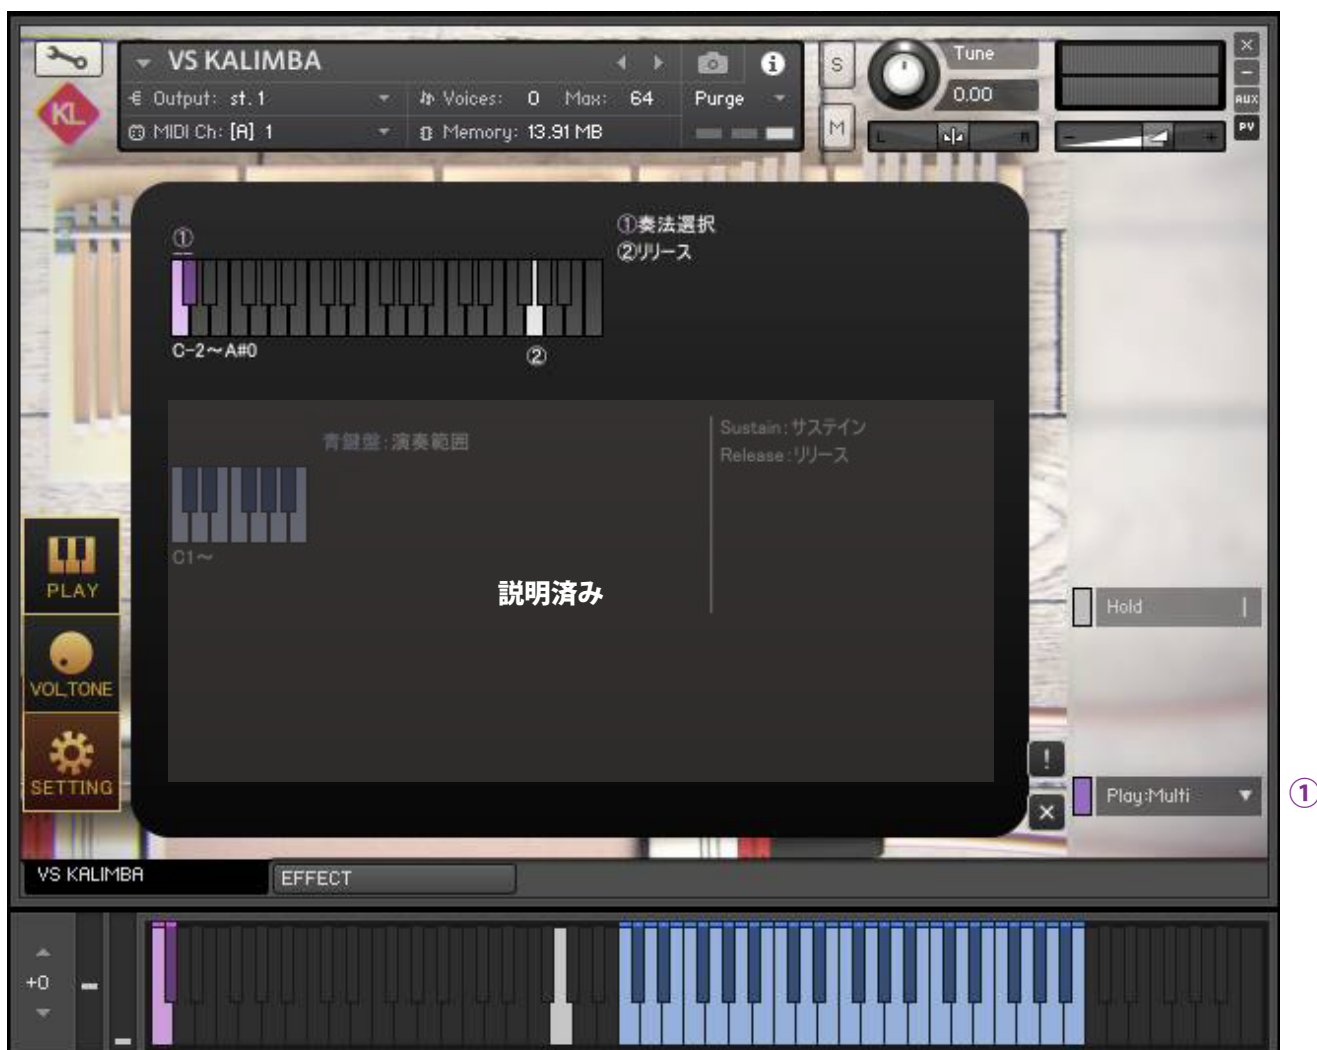 VS KALIMBA
Output: st.1
Voices: 0 Max: 64
Purge
MIDI Ch: [A] 1
Memory: 13.91 MB
KL
S
M
Tune
0.00
L
R
-
+
×
-
AUX
PV
①
①奏法選択
②リリース
C-2～A#0
②
青鍵盤:演奏範囲
C1～
Sustain:サステイン
Release:リリース
説明済み
PLAY
VOL,TONE
SETTING
Hold
!
×
Play:Multi
①
VS KALIMBA
EFFECT
+0